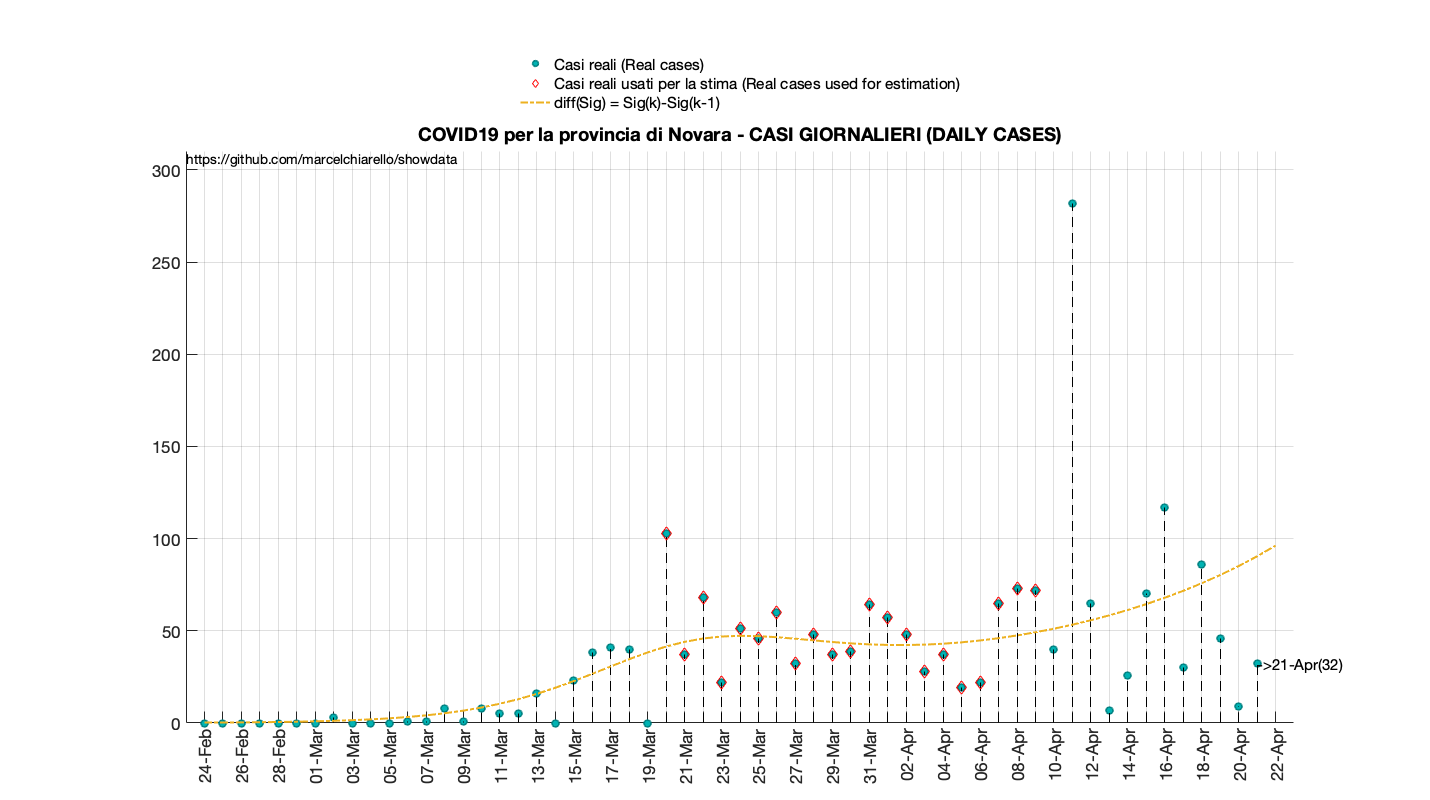 Casi reali (Real cases)
Casi reali usati per la stima (Real cases used for estimation)
diff(Sig) = Sig(k)-Sig(k-1)
COVID19 per la provincia di Novara - CASI GIORNALIERI (DAILY CASES)
https://github.com/marcelchiarello/showdata
300
250
200
150
100
50
0
>21-Apr(32)
24-Feb
26-Feb
28-Feb
01-Mar
03-Mar
05-Mar
07-Mar
09-Mar
11-Mar
13-Mar
15-Mar
17-Mar
19-Mar
21-Mar
23-Mar
25-Mar
27-Mar
29-Mar
31-Mar
02-Apr
04-Apr
06-Apr
08-Apr
10-Apr
12-Apr
14-Apr
16-Apr
18-Apr
20-Apr
22-Apr